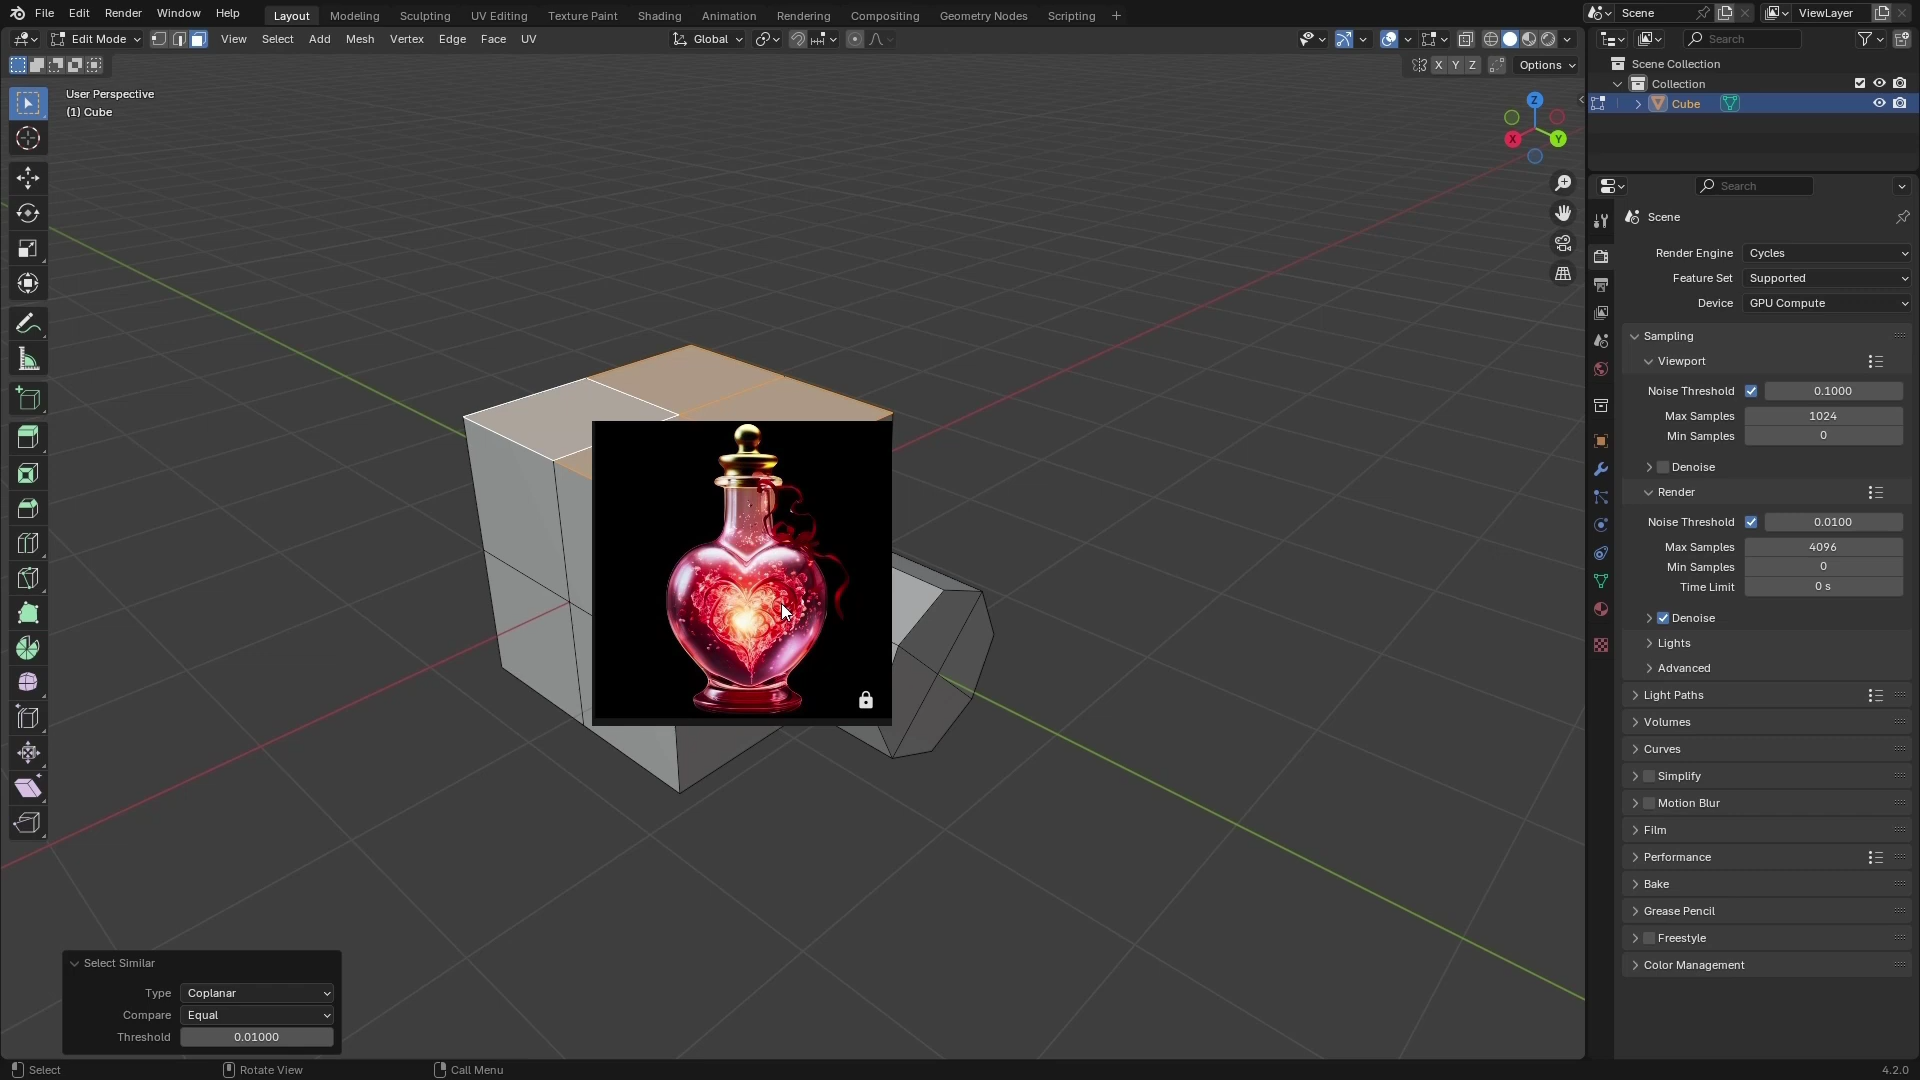 File Edit Render Window Help Layout Modeling Sculpting UV Editing Texture Paint Shading Animation Rendering Compositing Geometry Nodes Scripting + Scene ViewLayer
Edit Mode View Select Add Mesh Vertex Edge Face UV Global Search
X Y Z Options
Scene Collection
Collection
Cube
User Perspective
(1) Cube
Z
X Y
Search
Scene
Render Engine Cycles
Feature Set Supported
Device GPU Compute
Sampling
Viewport
Noise Threshold 0.1000
Max Samples 1024
Min Samples 0
Denoise
Render
Noise Threshold 0.0100
Max Samples 4096
Min Samples 0
Time Limit 0 s
Denoise
Lights
Advanced
Light Paths
Volumes
Curves
Simplify
Motion Blur
Film
Performance
Bake
Grease Pencil
Freestyle
Color Management
Select Similar
Type Coplanar
Compare Equal
Threshold 0.01000
Select Rotate View Call Menu 4.2.0